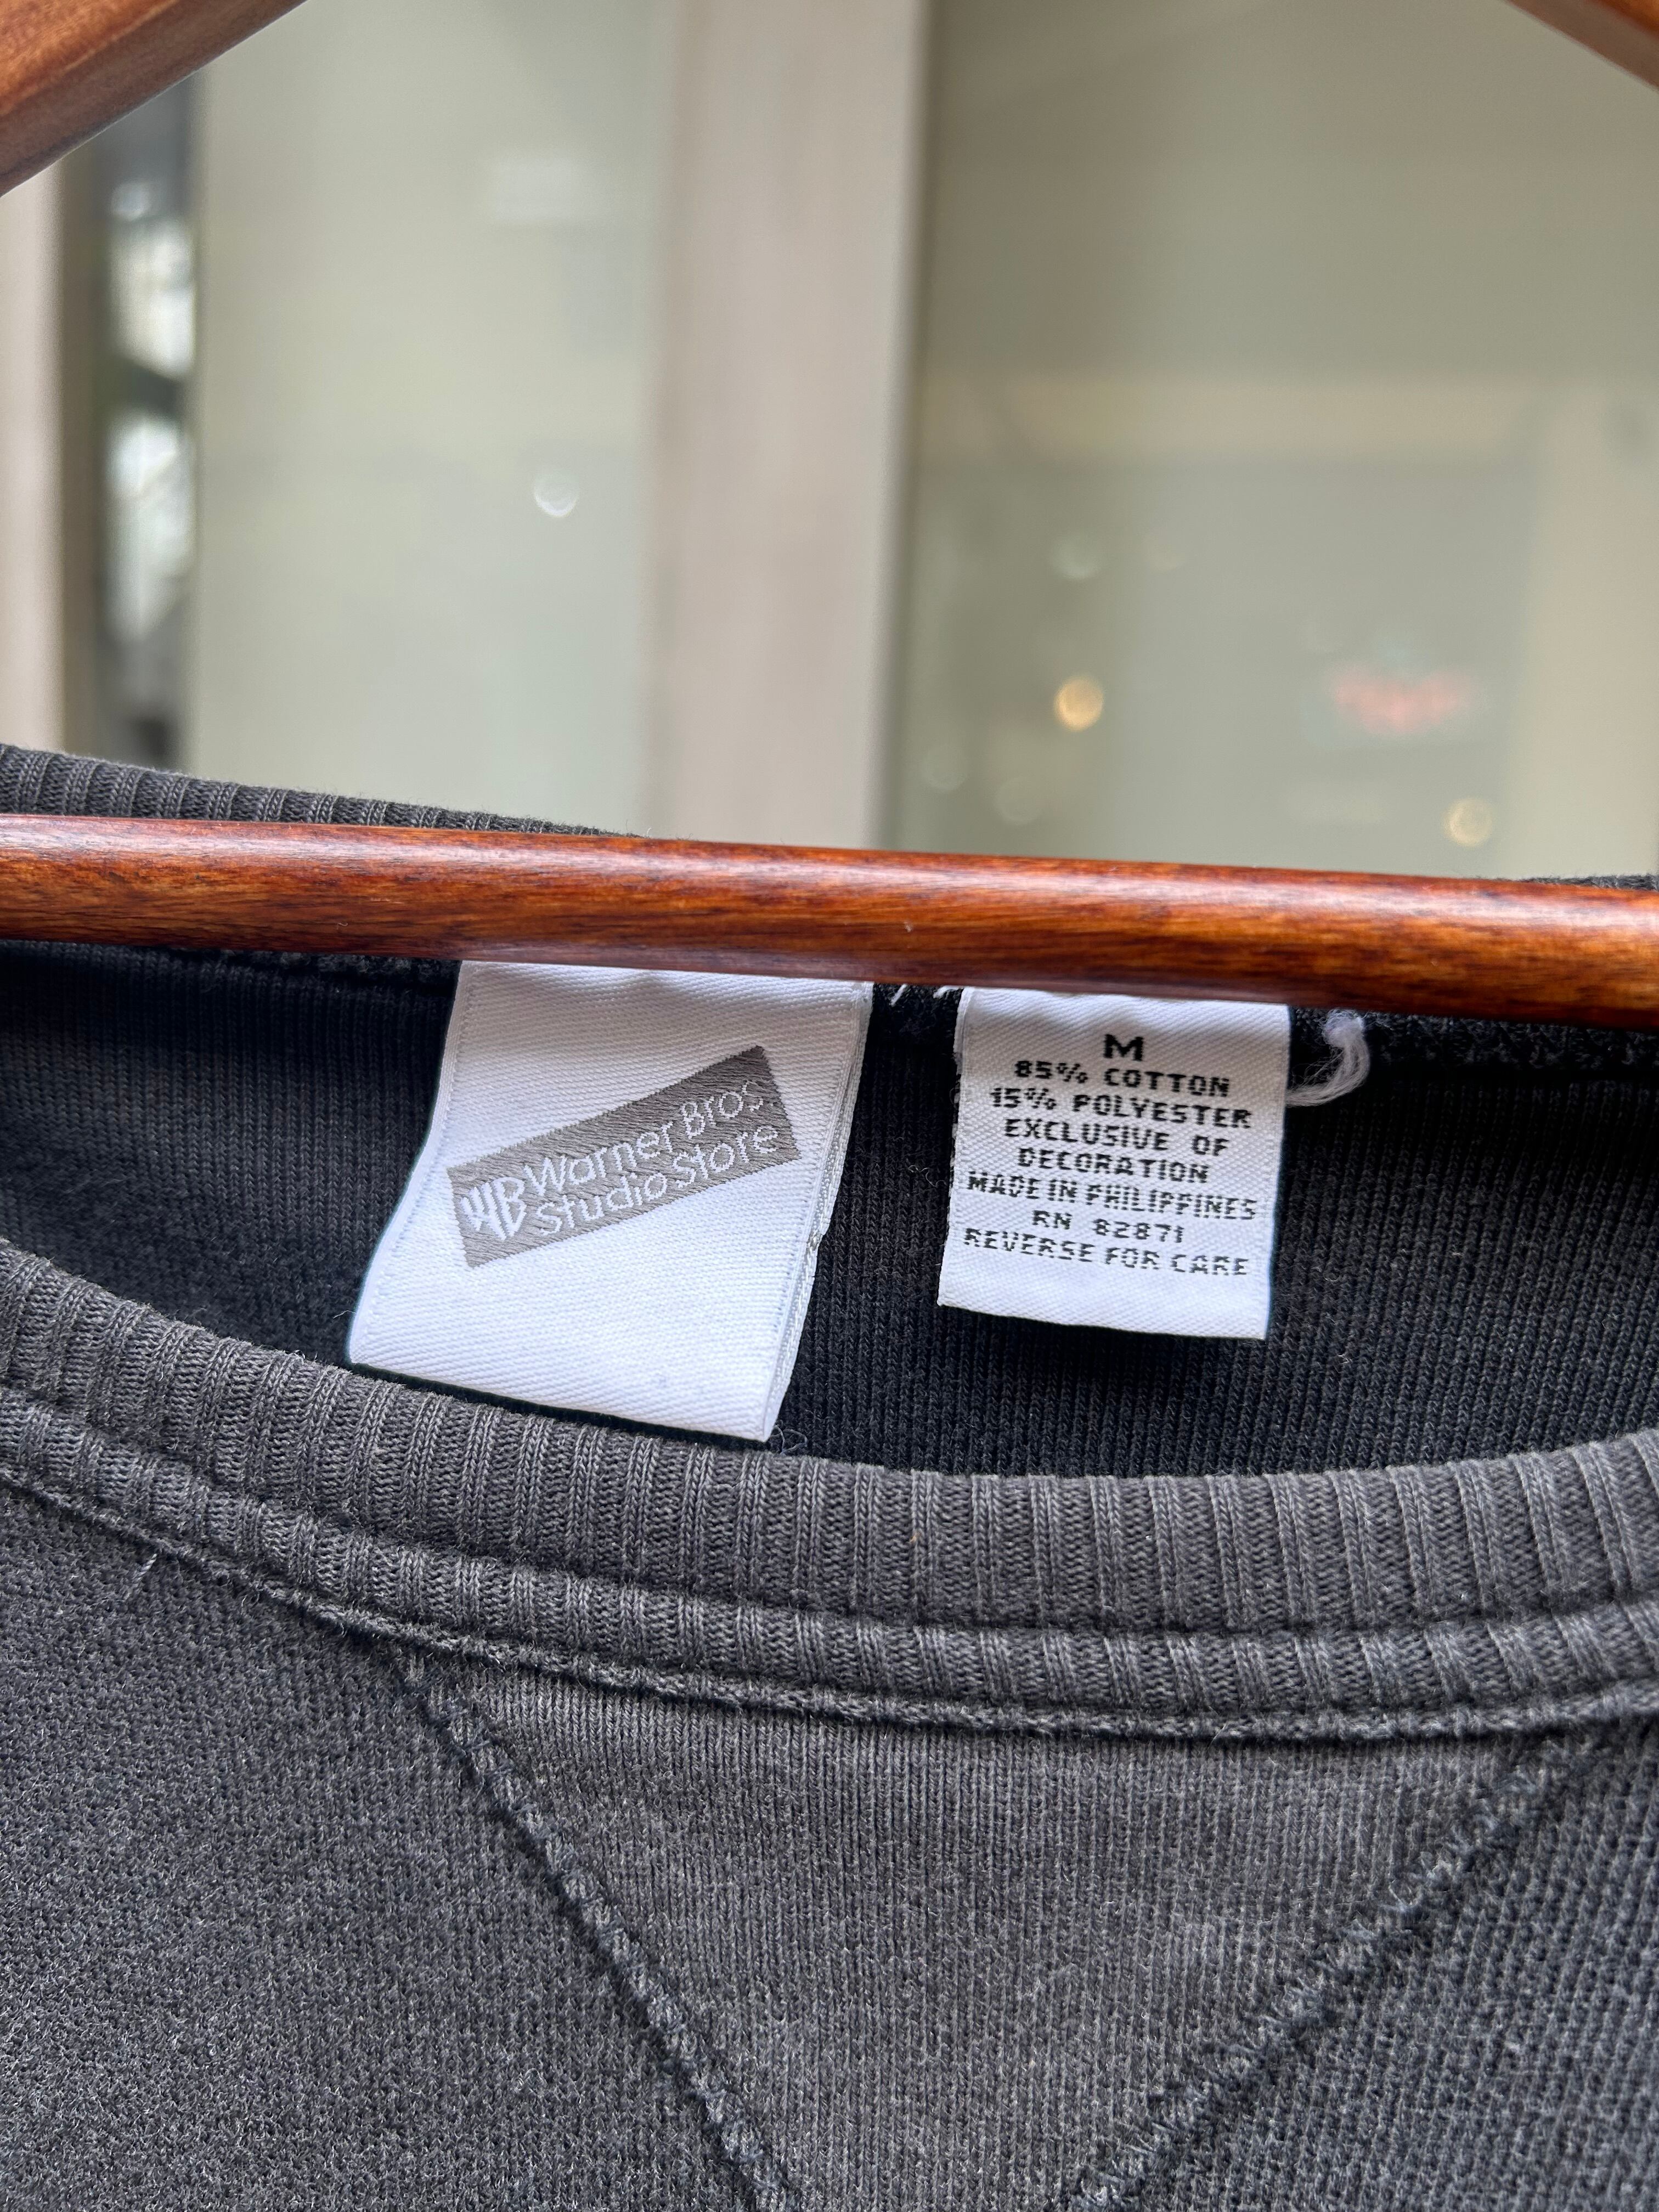 WB Warner Bros
Studio Store
M
85% COTTON
15% POLYESTER
EXCLUSIVE OF
DECORATION
MADE IN PHILIPPINES
RN 82871
REVERSE FOR CARE